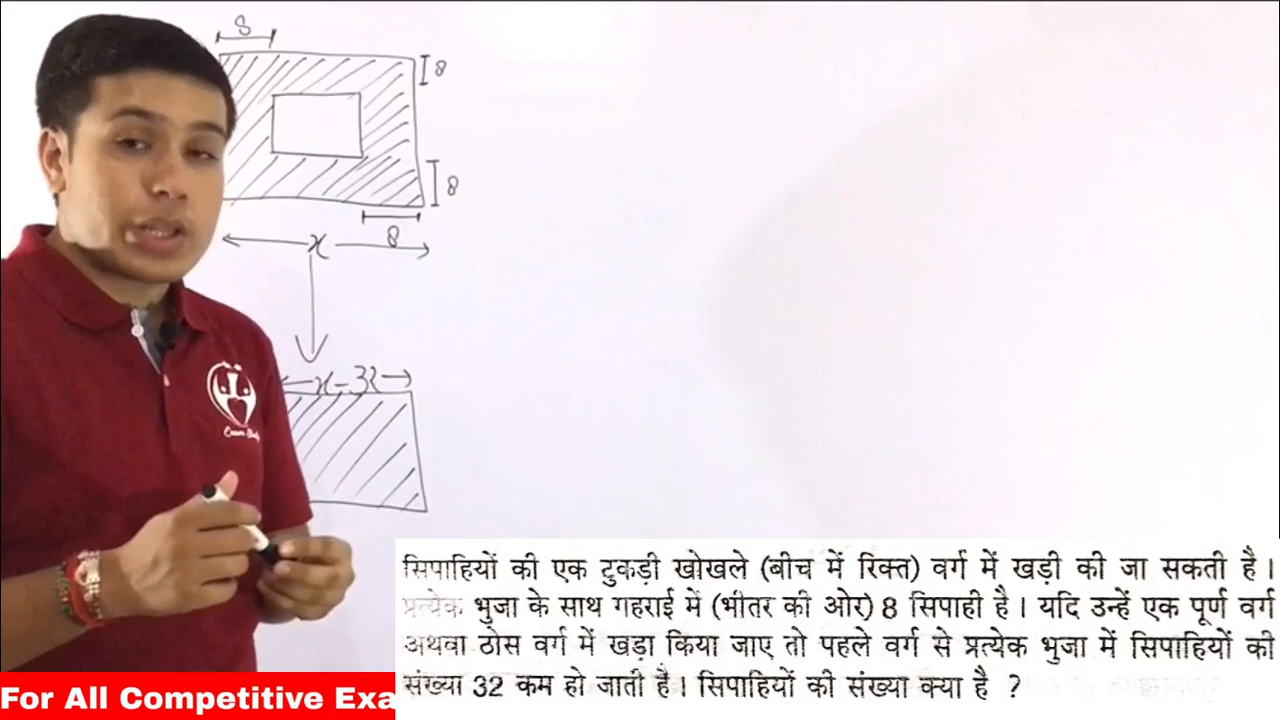 8
8
8
8
x
x-32
सिपाहियों की एक टुकड़ी खोखले (बीच में रिक्त) वर्ग में खड़ी की जा सकती है।
प्रत्येक भुजा के साथ गहराई में (भीतर की ओर) 8 सिपाही है। यदि उन्हें एक पूर्ण वर्ग
अथवा ठोस वर्ग में खड़ा किया जाए तो पहले वर्ग से प्रत्येक भुजा में सिपाहियों की
संख्या 32 कम हो जाती है। सिपाहियों की संख्या क्या है ?
For All Competitive Exa